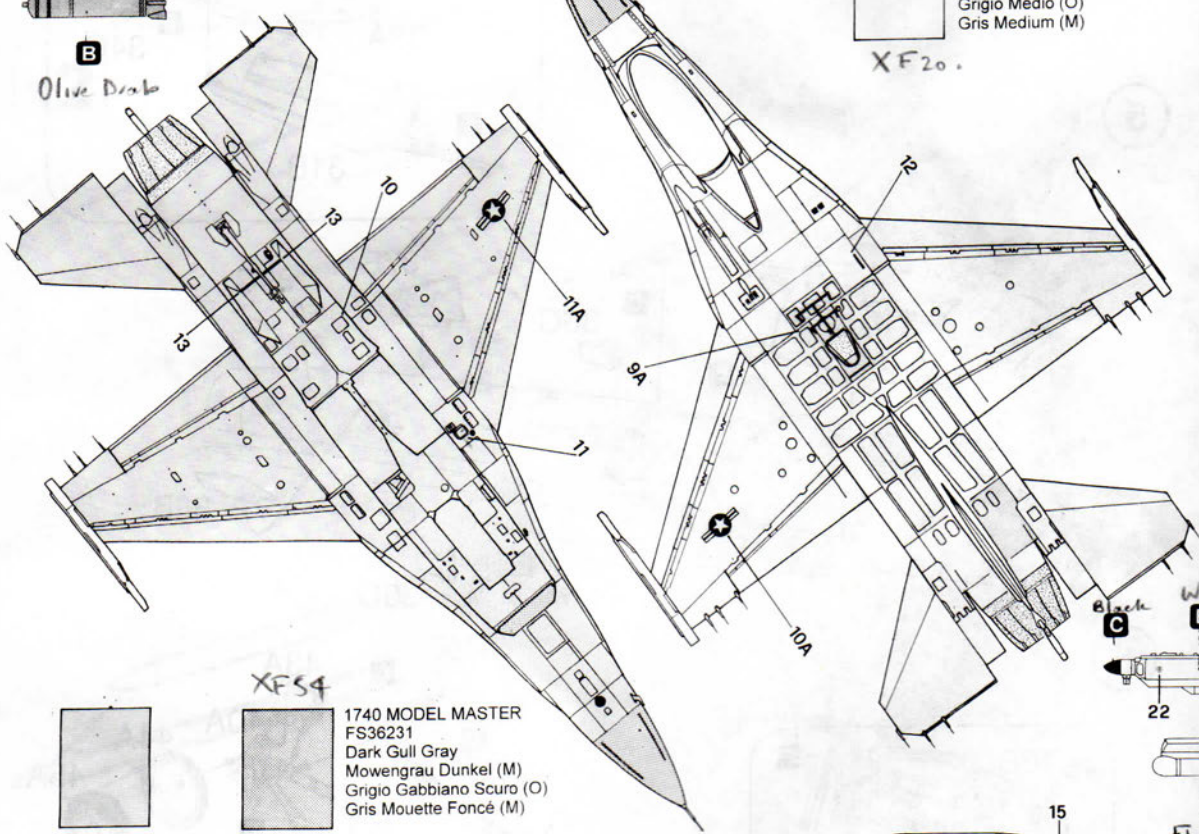 Grigio Medio (O)
Gris Medium (M)
XF20.
B
Olive Drab
10
13
13
11A
11
12
9A
10A
Black
C
22
XF54
1740 MODEL MASTER
FS36231
Dark Gull Gray
Mowengrau Dunkel (M)
Grigio Gabbiano Scuro (O)
Gris Mouette Foncé (M)
15